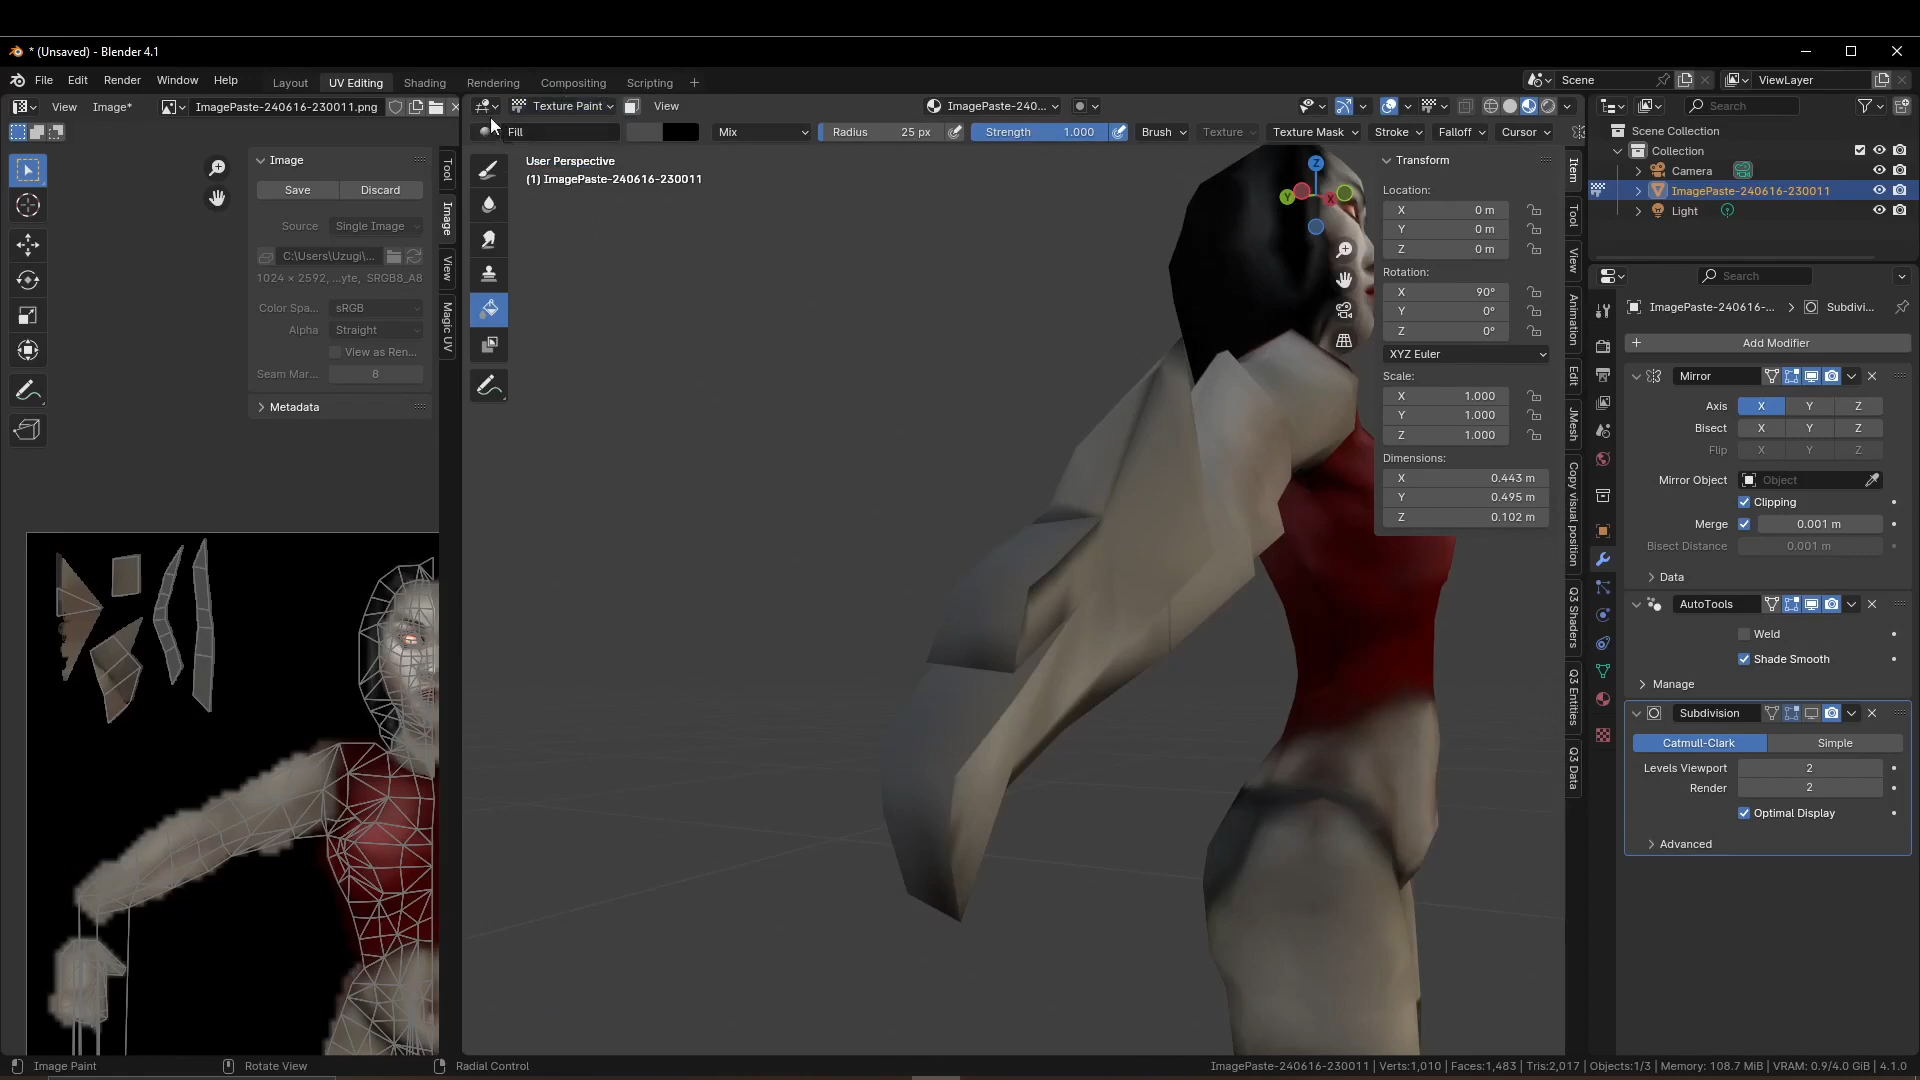 * (Unsaved) - Blender 4.1
File Edit Render Window Help
Layout UV Editing Shading Rendering Compositing Scripting +
Scene
ViewLayer
View Image* ImagePaste-240616-230011.png
Texture Paint View ImagePaste-240...
Search
Fill Mix Radius 25 px Strength 1.000 Brush Texture Texture Mask Stroke Falloff Cursor
Scene Collection
Collection
Camera
ImagePaste-240616-230011
Light
Image
Save Discard
Source Single Image
C:\Users\Uzugi\...
1024 × 2592, ...yte, SRGB8_A8
Color Spa... sRGB
Alpha Straight
View as Ren...
Seam Mar... 8
Metadata
Tool
Image
View
Magic UV
User Perspective
(1) ImagePaste-240616-230011
Z
Y
X
Transform
Location:
X 0 m
Y 0 m
Z 0 m
Rotation:
X 90°
Y 0°
Z 0°
XYZ Euler
Scale:
X 1.000
Y 1.000
Z 1.000
Dimensions:
X 0.443 m
Y 0.495 m
Z 0.102 m
Item
Tool
View
Animation
Edit
JMesh
Copy visual position
Q3 Shaders
Q3 Entities
Q3 Data
Search
ImagePaste-240616-... Subdivi...
+ Add Modifier
Mirror
Axis X Y Z
Bisect X Y Z
Flip X Y Z
Mirror Object Object
Clipping
Merge 0.001 m
Bisect Distance 0.001 m
Data
AutoTools
Weld
Shade Smooth
Manage
Subdivision
Catmull-Clark Simple
Levels Viewport 2
Render 2
Optimal Display
Advanced
Image Paint Rotate View Radial Control
ImagePaste-240616-230011 | Verts:1,010 | Faces:1,483 | Tris:2,017 | Objects:1/3 | Memory: 108.7 MiB | VRAM: 0.9/4.0 GiB | 4.1.0